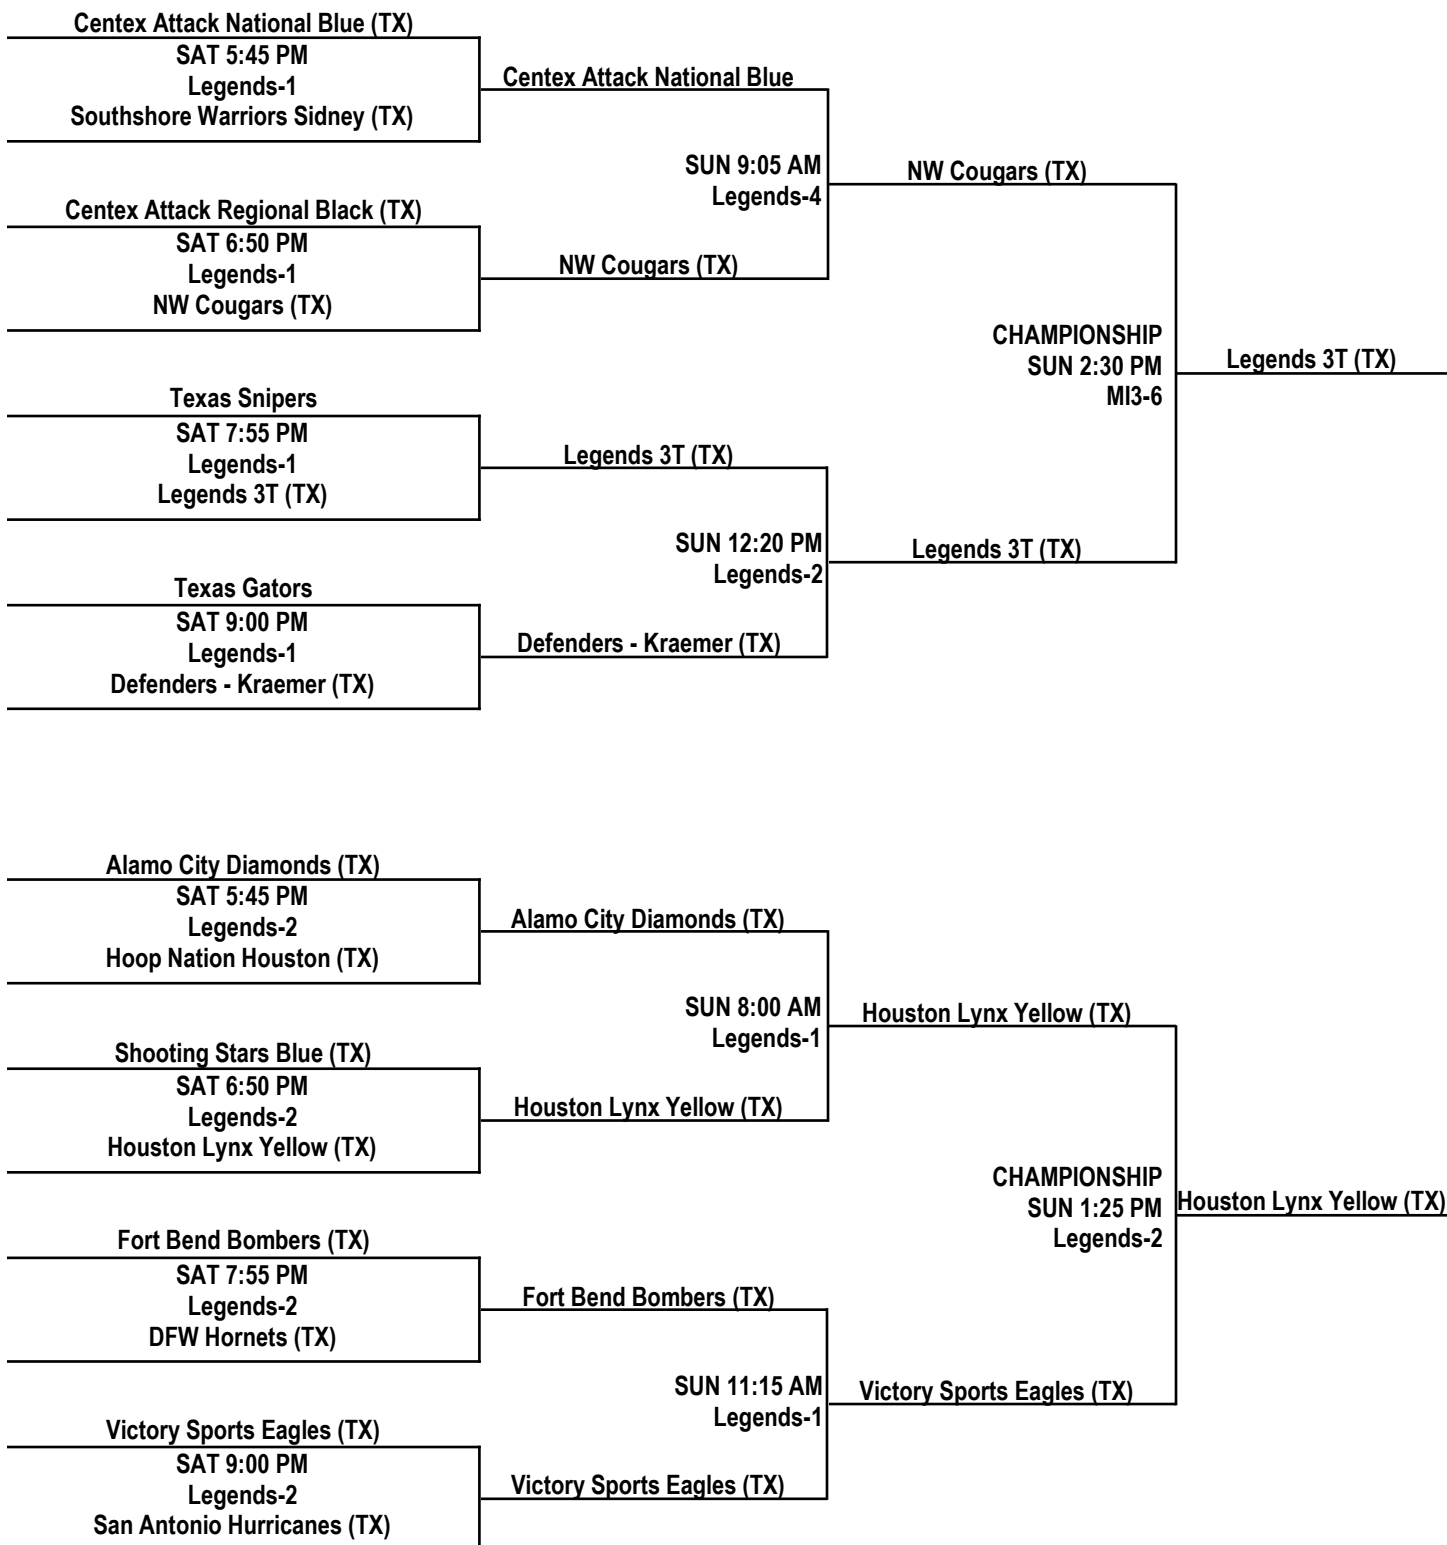 Centex Attack National Blue (TX)
SAT 5:45 PM
Legends-1
Southshore Warriors Sidney (TX)
Centex Attack National Blue
SUN 9:05 AM
Legends-4
NW Cougars (TX)
Centex Attack Regional Black (TX)
SAT 6:50 PM
Legends-1
NW Cougars (TX)
NW Cougars (TX)
CHAMPIONSHIP
SUN 2:30 PM
MI3-6
Legends 3T (TX)
Texas Snipers
SAT 7:55 PM
Legends-1
Legends 3T (TX)
Legends 3T (TX)
SUN 12:20 PM
Legends-2
Legends 3T (TX)
Texas Gators
SAT 9:00 PM
Legends-1
Defenders - Kraemer (TX)
Defenders - Kraemer (TX)
Alamo City Diamonds (TX)
SAT 5:45 PM
Legends-2
Hoop Nation Houston (TX)
Alamo City Diamonds (TX)
SUN 8:00 AM
Legends-1
Houston Lynx Yellow (TX)
Shooting Stars Blue (TX)
SAT 6:50 PM
Legends-2
Houston Lynx Yellow (TX)
Houston Lynx Yellow (TX)
CHAMPIONSHIP
SUN 1:25 PM
Legends-2
Houston Lynx Yellow (TX)
Fort Bend Bombers (TX)
SAT 7:55 PM
Legends-2
DFW Hornets (TX)
Fort Bend Bombers (TX)
SUN 11:15 AM
Legends-1
Victory Sports Eagles (TX)
Victory Sports Eagles (TX)
SAT 9:00 PM
Legends-2
San Antonio Hurricanes (TX)
Victory Sports Eagles (TX)